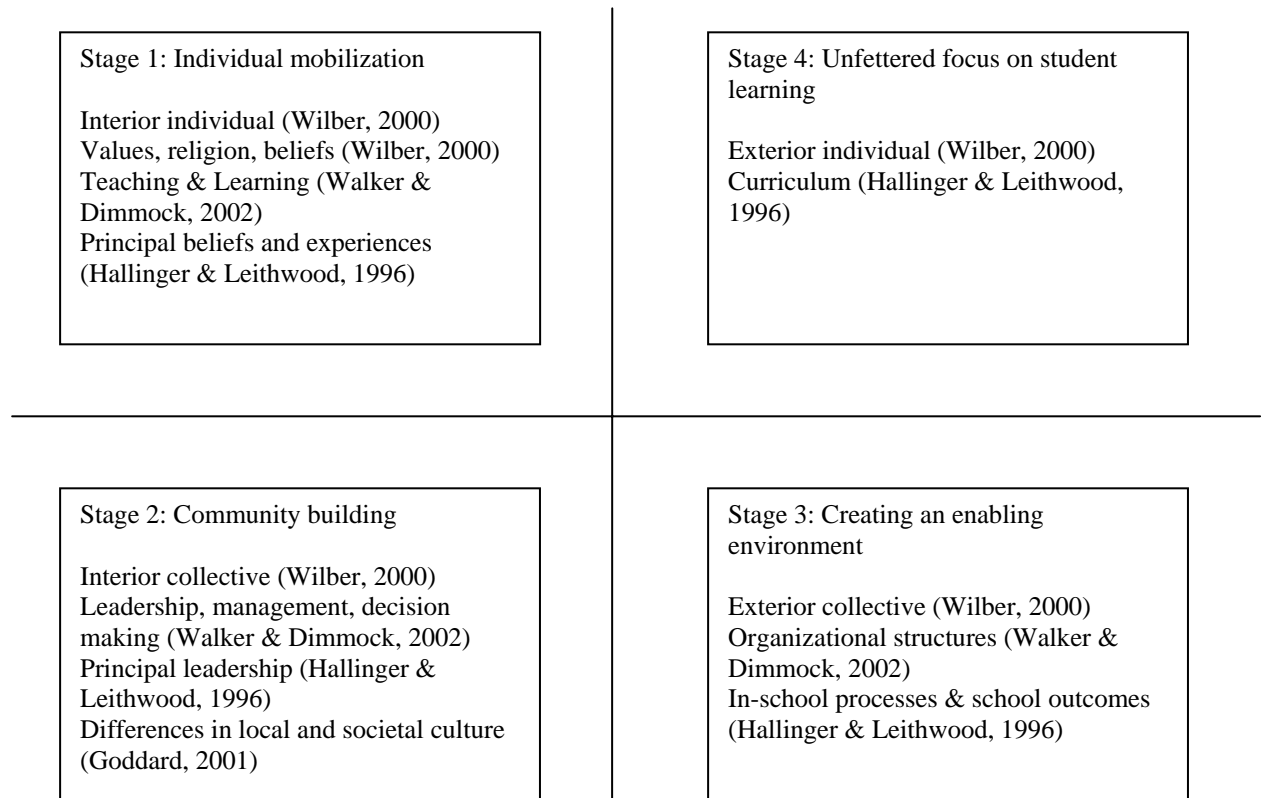 Stage 1: Individual mobilization
Interior individual (Wilber, 2000)
Values, religion, beliefs (Wilber, 2000)
Teaching & Learning (Walker &
Dimmock, 2002)
Principal beliefs and experiences
(Hallinger & Leithwood, 1996)
Stage 4: Unfettered focus on student
learning
Exterior individual (Wilber, 2000)
Curriculum (Hallinger & Leithwood,
1996)
Stage 2: Community building
Interior collective (Wilber, 2000)
Leadership, management, decision
making (Walker & Dimmock, 2002)
Principal leadership (Hallinger &
Leithwood, 1996)
Differences in local and societal culture
(Goddard, 2001)
Stage 3: Creating an enabling
environment
Exterior collective (Wilber, 2000)
Organizational structures (Walker &
Dimmock, 2002)
In-school processes & school outcomes
(Hallinger & Leithwood, 1996)